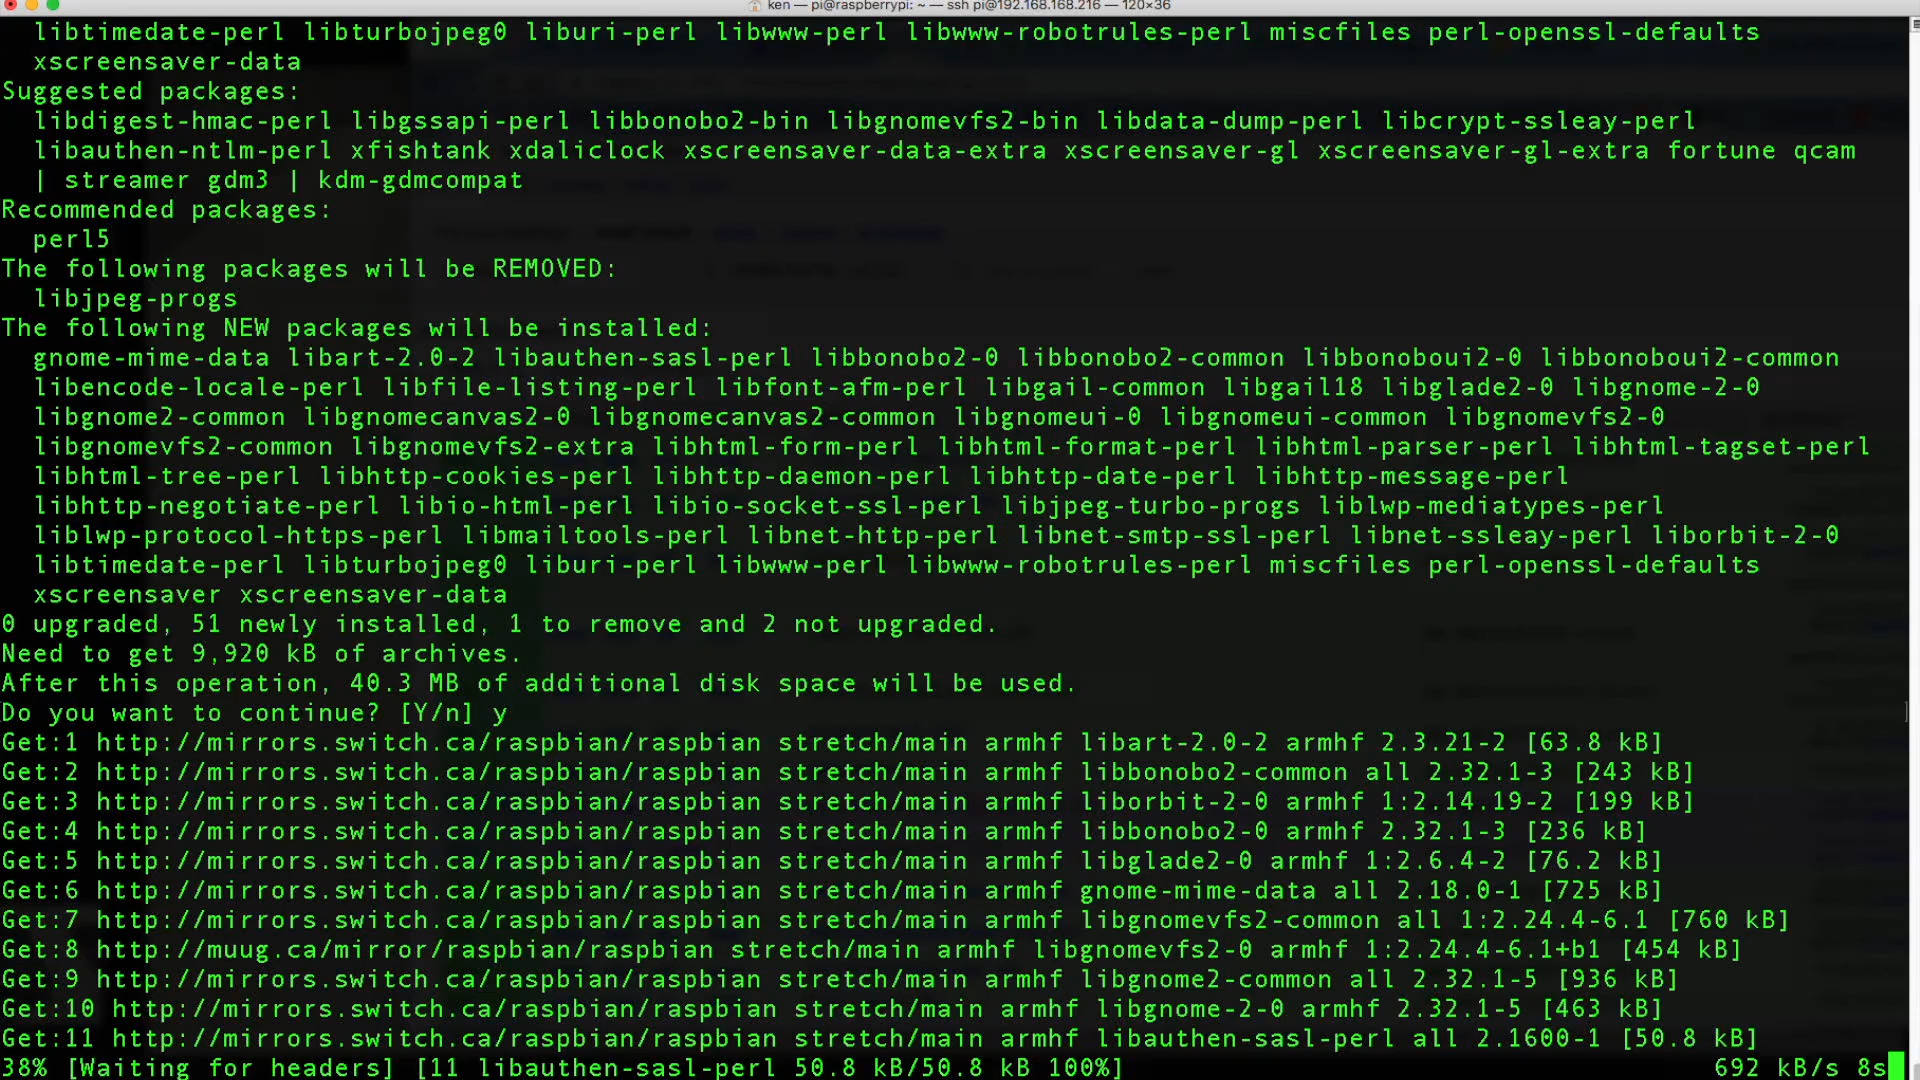 ken — pi@raspberrypi: ~ — ssh pi@192.168.168.216 — 120×36
libtimedate-perl libturbojpeg0 liburi-perl libwww-perl libwww-robotrules-perl miscfiles perl-openssl-defaults
xscreensaver-data
Suggested packages:
libdigest-hmac-perl libgssapi-perl libbonobo2-bin libgnomevfs2-bin libdata-dump-perl libcrypt-ssleay-perl
libauthen-ntlm-perl xfishtank xdaliclock xscreensaver-data-extra xscreensaver-gl xscreensaver-gl-extra fortune qcam
| streamer gdm3 | kdm-gdmcompat
Recommended packages:
perl5
The following packages will be REMOVED:
libjpeg-progs
The following NEW packages will be installed:
gnome-mime-data libart-2.0-2 libauthen-sasl-perl libbonobo2-0 libbonobo2-common libbonoboui2-0 libbonoboui2-common
libencode-locale-perl libfile-listing-perl libfont-afm-perl libgail-common libgail18 libglade2-0 libgnome-2-0
libgnome2-common libgnomecanvas2-0 libgnomecanvas2-common libgnomeui-0 libgnomeui-common libgnomevfs2-0
libgnomevfs2-common libgnomevfs2-extra libhtml-form-perl libhtml-format-perl libhtml-parser-perl libhtml-tagset-perl
libhtml-tree-perl libhttp-cookies-perl libhttp-daemon-perl libhttp-date-perl libhttp-message-perl
libhttp-negotiate-perl libio-html-perl libio-socket-ssl-perl libjpeg-turbo-progs liblwp-mediatypes-perl
liblwp-protocol-https-perl libmailtools-perl libnet-http-perl libnet-smtp-ssl-perl libnet-ssleay-perl liborbit-2-0
libtimedate-perl libturbojpeg0 liburi-perl libwww-perl libwww-robotrules-perl miscfiles perl-openssl-defaults
xscreensaver xscreensaver-data
0 upgraded, 51 newly installed, 1 to remove and 2 not upgraded.
Need to get 9,920 kB of archives.
After this operation, 40.3 MB of additional disk space will be used.
Do you want to continue? [Y/n] y
Get:1 http://mirrors.switch.ca/raspbian/raspbian stretch/main armhf libart-2.0-2 armhf 2.3.21-2 [63.8 kB]
Get:2 http://mirrors.switch.ca/raspbian/raspbian stretch/main armhf libbonobo2-common all 2.32.1-3 [243 kB]
Get:3 http://mirrors.switch.ca/raspbian/raspbian stretch/main armhf liborbit-2-0 armhf 1:2.14.19-2 [199 kB]
Get:4 http://mirrors.switch.ca/raspbian/raspbian stretch/main armhf libbonobo2-0 armhf 2.32.1-3 [236 kB]
Get:5 http://mirrors.switch.ca/raspbian/raspbian stretch/main armhf libglade2-0 armhf 1:2.6.4-2 [76.2 kB]
Get:6 http://mirrors.switch.ca/raspbian/raspbian stretch/main armhf gnome-mime-data all 2.18.0-1 [725 kB]
Get:7 http://mirrors.switch.ca/raspbian/raspbian stretch/main armhf libgnomevfs2-common all 1:2.24.4-6.1 [760 kB]
Get:8 http://muug.ca/mirror/raspbian/raspbian stretch/main armhf libgnomevfs2-0 armhf 1:2.24.4-6.1+b1 [454 kB]
Get:9 http://mirrors.switch.ca/raspbian/raspbian stretch/main armhf libgnome2-common all 2.32.1-5 [936 kB]
Get:10 http://mirrors.switch.ca/raspbian/raspbian stretch/main armhf libgnome-2-0 armhf 2.32.1-5 [463 kB]
Get:11 http://mirrors.switch.ca/raspbian/raspbian stretch/main armhf libauthen-sasl-perl all 2.1600-1 [50.8 kB]
38% [Waiting for headers] [11 libauthen-sasl-perl 50.8 kB/50.8 kB 100%] 692 kB/s 8s